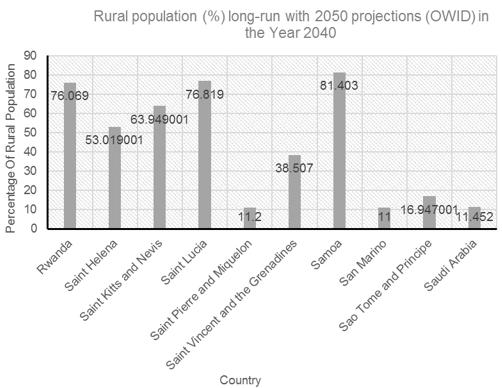 Rural population (%) long-run with 2050 projections (OWID) in
the Year 2040
Percentage Of Rural Population
90
80
70
60
50
40
30
20
10
0
76.069
53.019001
63.949001
76.819
11.2
38.507
81.403
11
16.947001
11.452
Rwanda
Saint Helena
Saint Kitts and Nevis
Saint Lucia
Saint Pierre and Miquelon
Saint Vincent and the Grenadines
Samoa
San Marino
Sao Tome and Principe
Saudi Arabia
Country